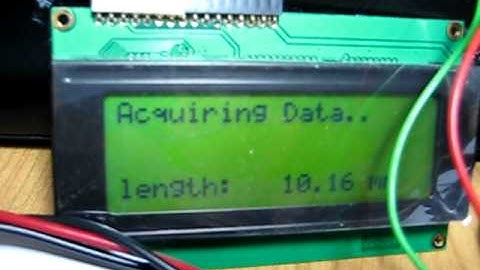 Acquiring Data..
length: 10.16